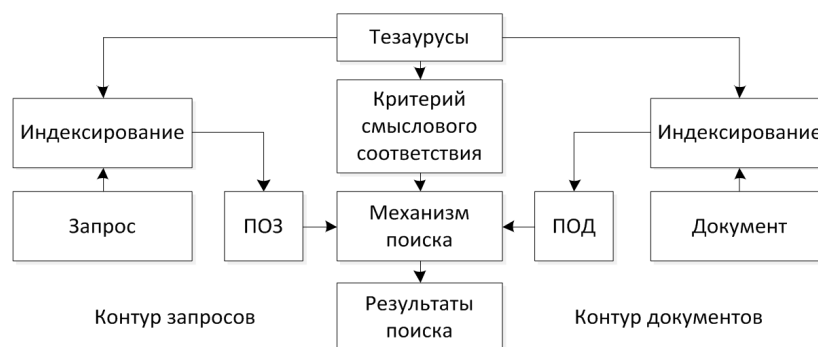 Тезаурусы
Критерий
смыслового
соответствия
Индексирование
Индексирование
Запрос
ПОЗ
Механизм
поиска
ПОД
Документ
Результаты
поиска
Контур запросов
Контур документов